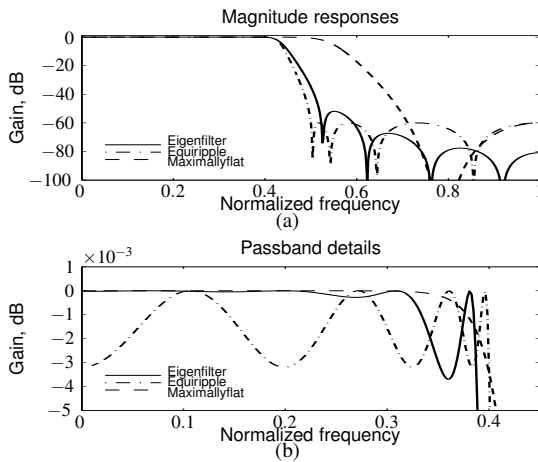 Magnitude responses
0
−20
−40
−60
−80
−100
Gain, dB
Eigenfilter
Equiripple
Maximallyflat
0 0.2 0.4 0.6 0.8 1
Normalized frequency
(a)
Passband details
×10−3
1
0
−1
−2
−3
−4
−5
Gain, dB
Eigenfilter
Equiripple
Maximallyflat
0 0.1 0.2 0.3 0.4
Normalized frequency
(b)